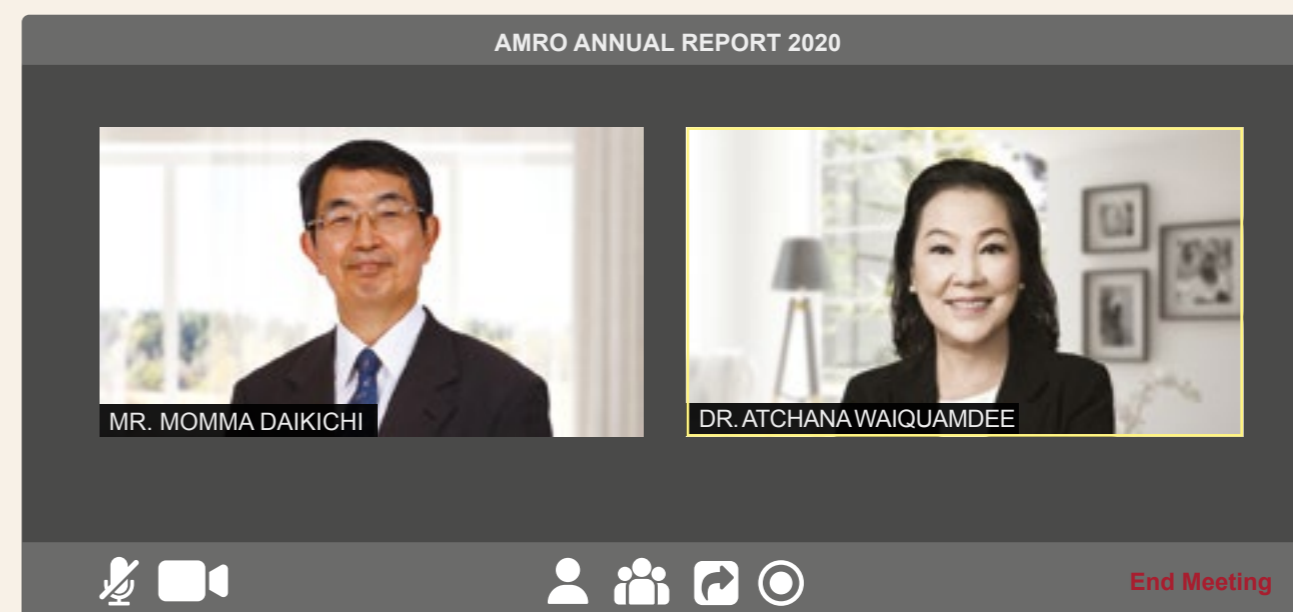 AMRO ANNUAL REPORT 2020
MR. MOMMA DAIKICHI
DR. ATCHANA WAIQUAMDEE
End Meeting